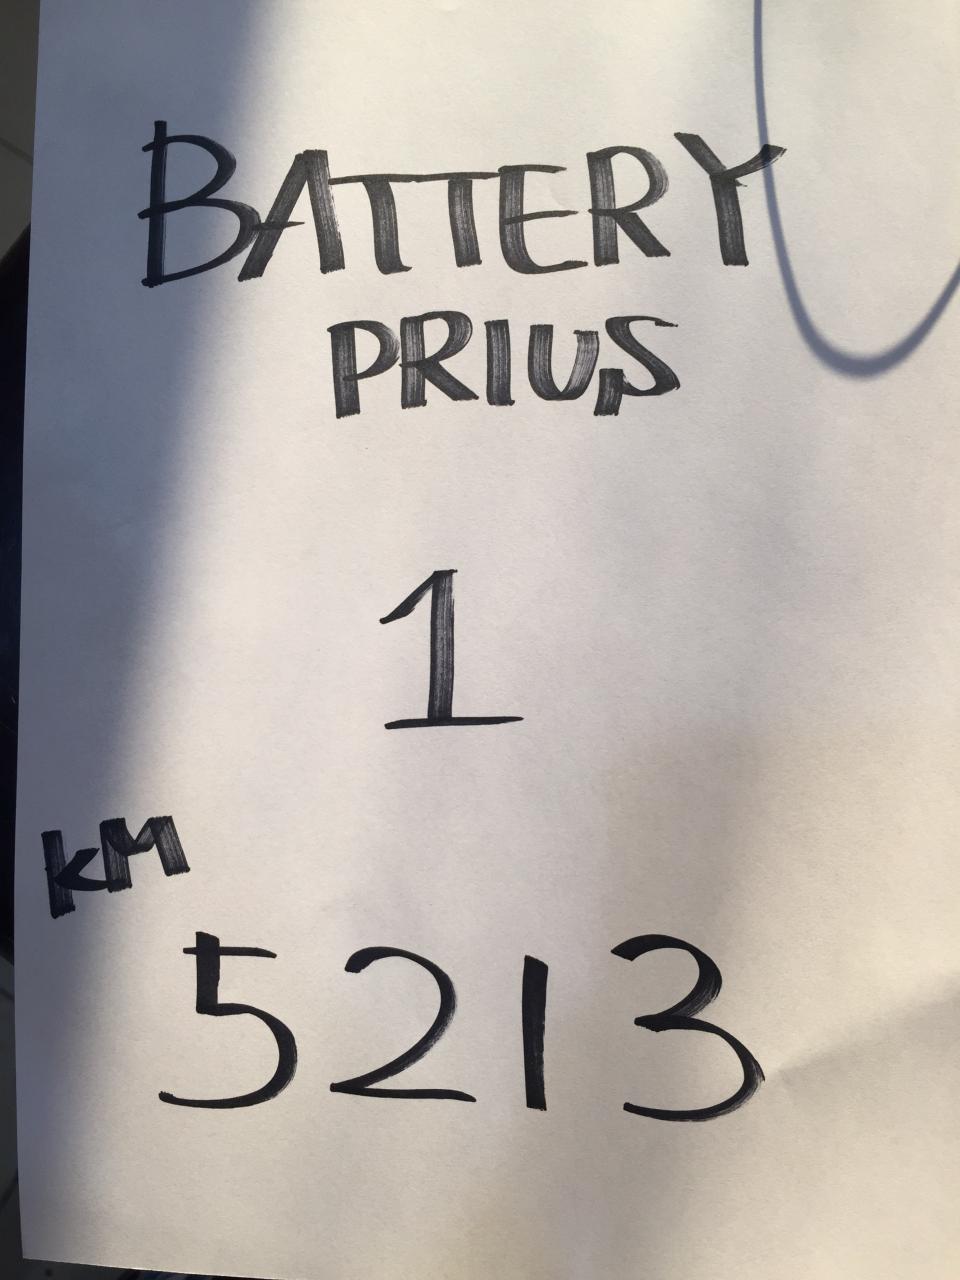 BATTERY
PRIUS
1
KM
5213